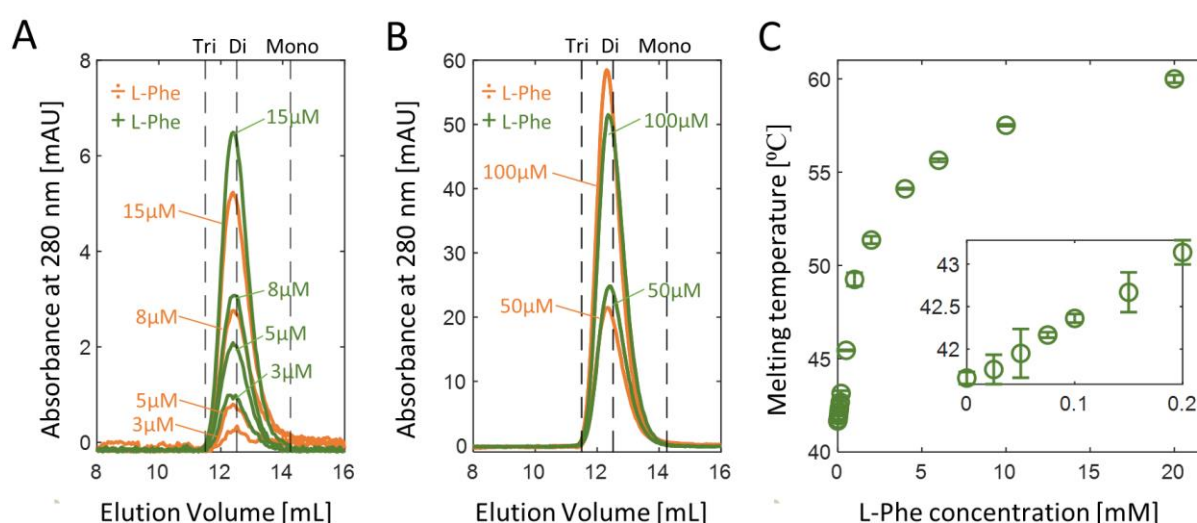 A
Tri Di Mono
8
6
4
2
0
÷ L-Phe
+ L-Phe
15µM
15µM
8µM
8µM
5µM
3µM
5µM
3µM
8 10 12 14 16
Absorbance at 280 nm [mAU]
Elution Volume [mL]
B
Tri Di Mono
60
50
40
30
20
10
0
÷ L-Phe
+ L-Phe
100µM
100µM
50µM
50µM
8 10 12 14 16
Absorbance at 280 nm [mAU]
Elution Volume [mL]
C
60
55
50
45
40
43
42.5
42
0 0.1 0.2
0 5 10 15 20
Melting temperature [ºC]
L-Phe concentration [mM]